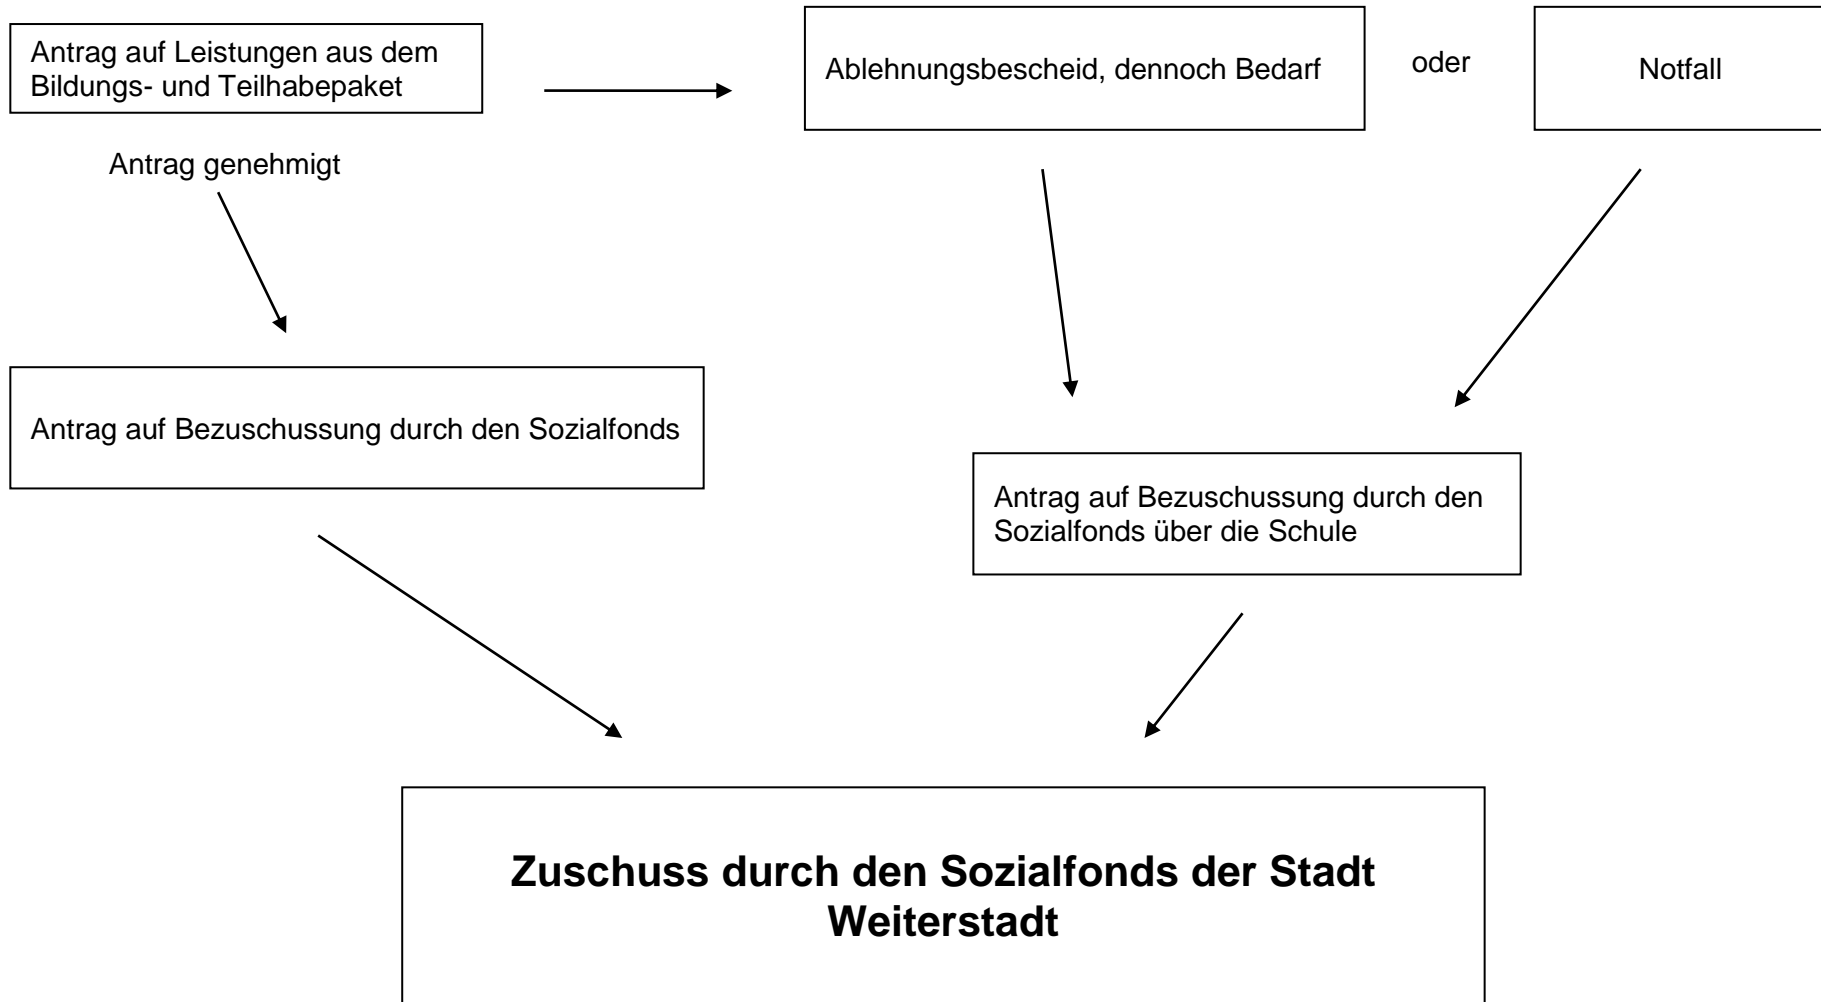 Antrag auf Leistungen aus dem
Bildungs- und Teilhabepaket
Ablehnungsbescheid, dennoch Bedarf
oder
Notfall
Antrag genehmigt
Antrag auf Bezuschussung durch den Sozialfonds
Antrag auf Bezuschussung durch den
Sozialfonds über die Schule
Zuschuss durch den Sozialfonds der Stadt
Weiterstadt